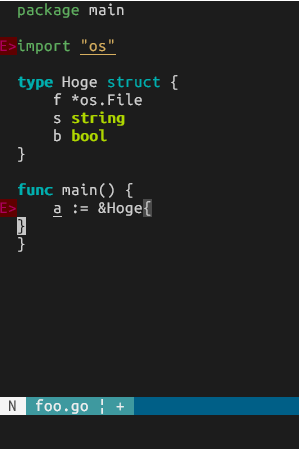 package main
E>import "os"
type Hoge struct {
    f *os.File
    s string
    b bool
}
func main() {
E>    a := &Hoge{
}
}
N foo.go ¦ +